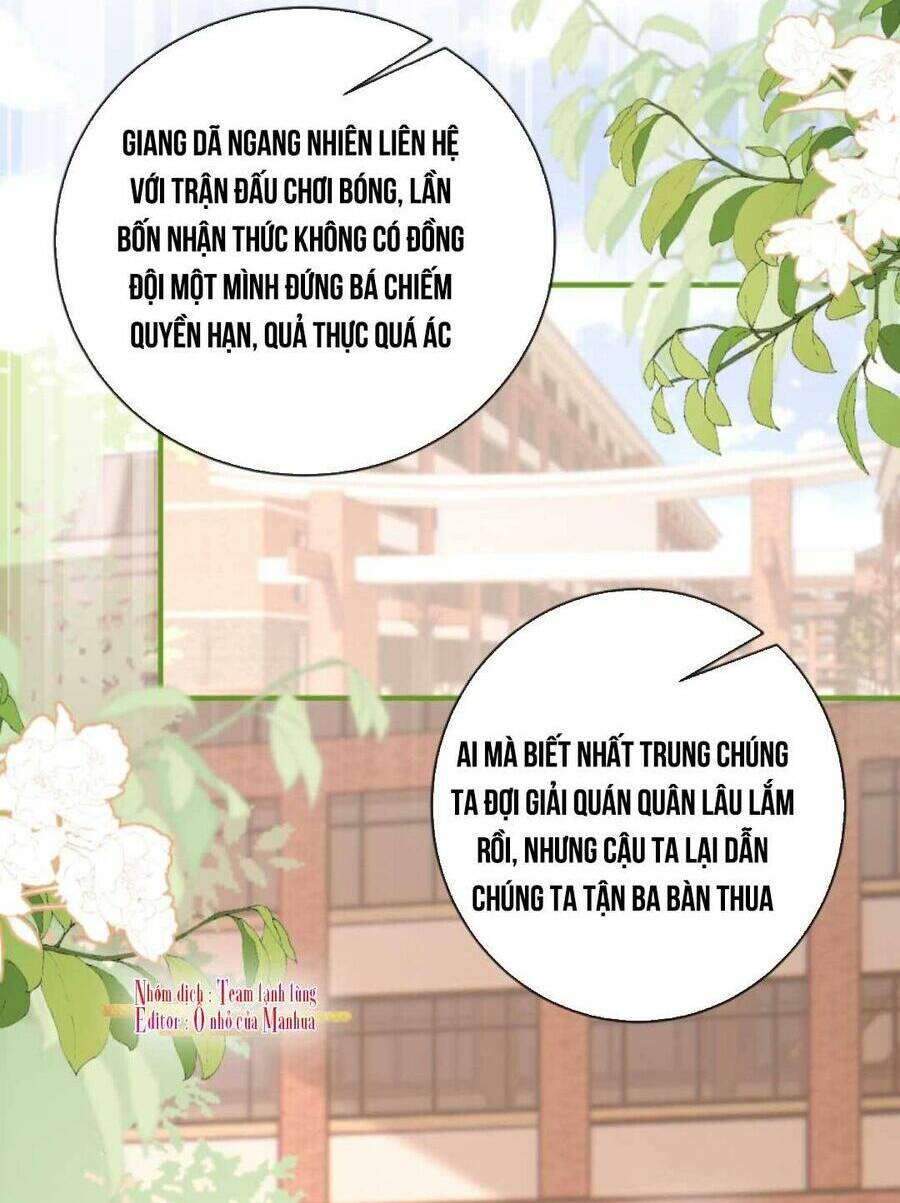 GIANG DÃ NGANG NHIÊN LIÊN HỆ
VỚI TRẬN ĐẤU CHƠI BÓNG, LẦN
BỐN NHẬN THỨC KHÔNG CÓ ĐỒNG
ĐỘI MỘT MÌNH ĐỨNG BÁ CHIẾM
QUYỀN HẠN, QUẢ THỰC QUÁ ÁC
AI MÀ BIẾT NHẤT TRUNG CHÚNG
TA ĐỢI GIẢI QUÁN QUÂN LÂU LẮM
RỒI, NHƯNG CẬU TA LẠI DẪN
CHÚNG TA TẬN BA BÀN THUA
Nhóm dịch : Team lạnh lùng
Editor : Ổ nhỏ của Manhua